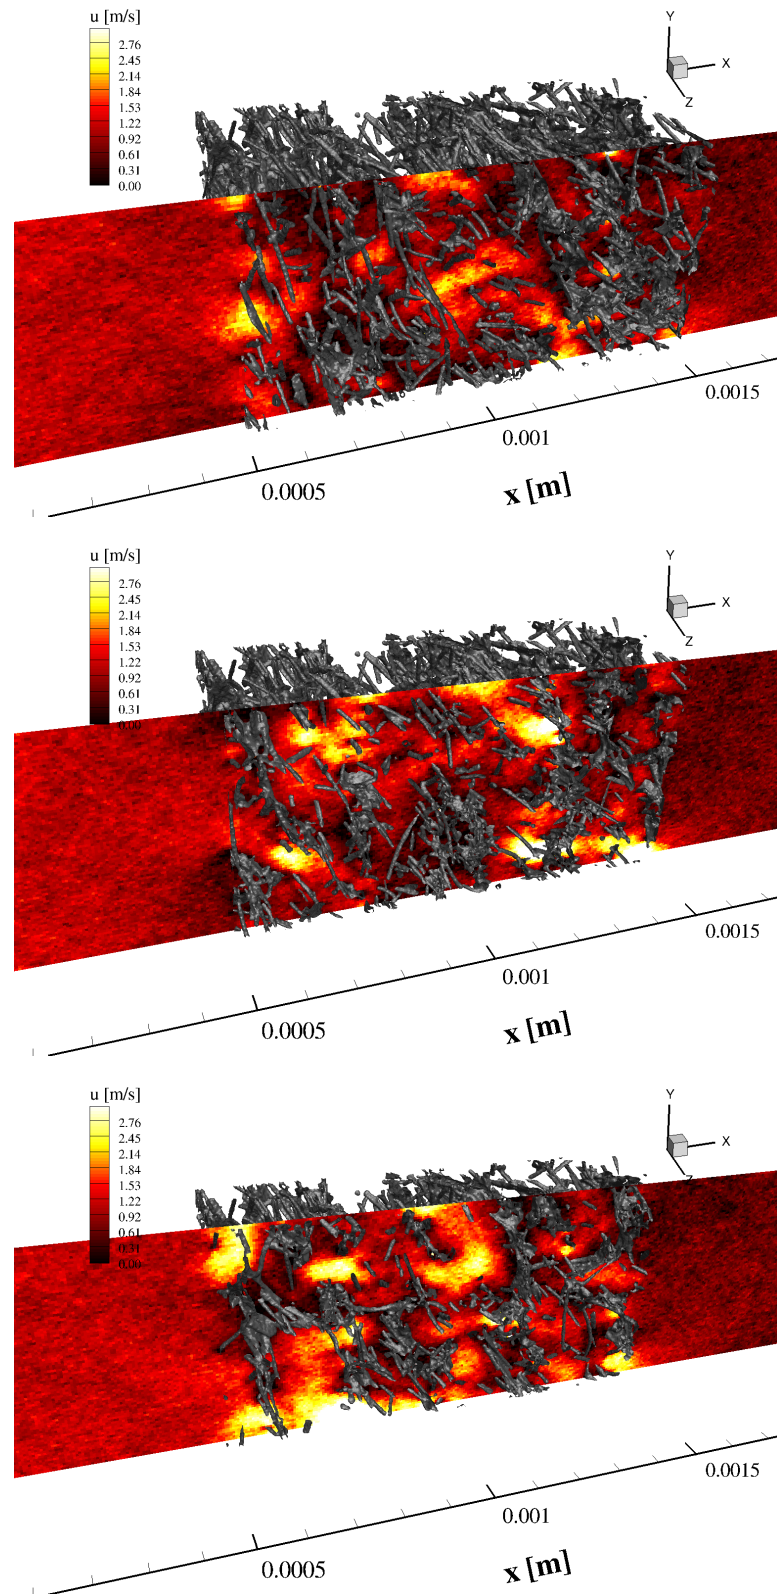 u [m/s]
2.76
2.45
2.14
1.84
1.53
1.22
0.92
0.61
0.31
0.00
Y
X
Z
0.0015
0.001
0.0005
x [m]
u [m/s]
2.76
2.45
2.14
1.84
1.53
1.22
0.92
0.61
0.31
0.00
Y
X
Z
0.0015
0.001
0.0005
x [m]
u [m/s]
2.76
2.45
2.14
1.84
1.53
1.22
0.92
0.61
0.31
0.00
Y
X
Z
0.0015
0.001
0.0005
x [m]